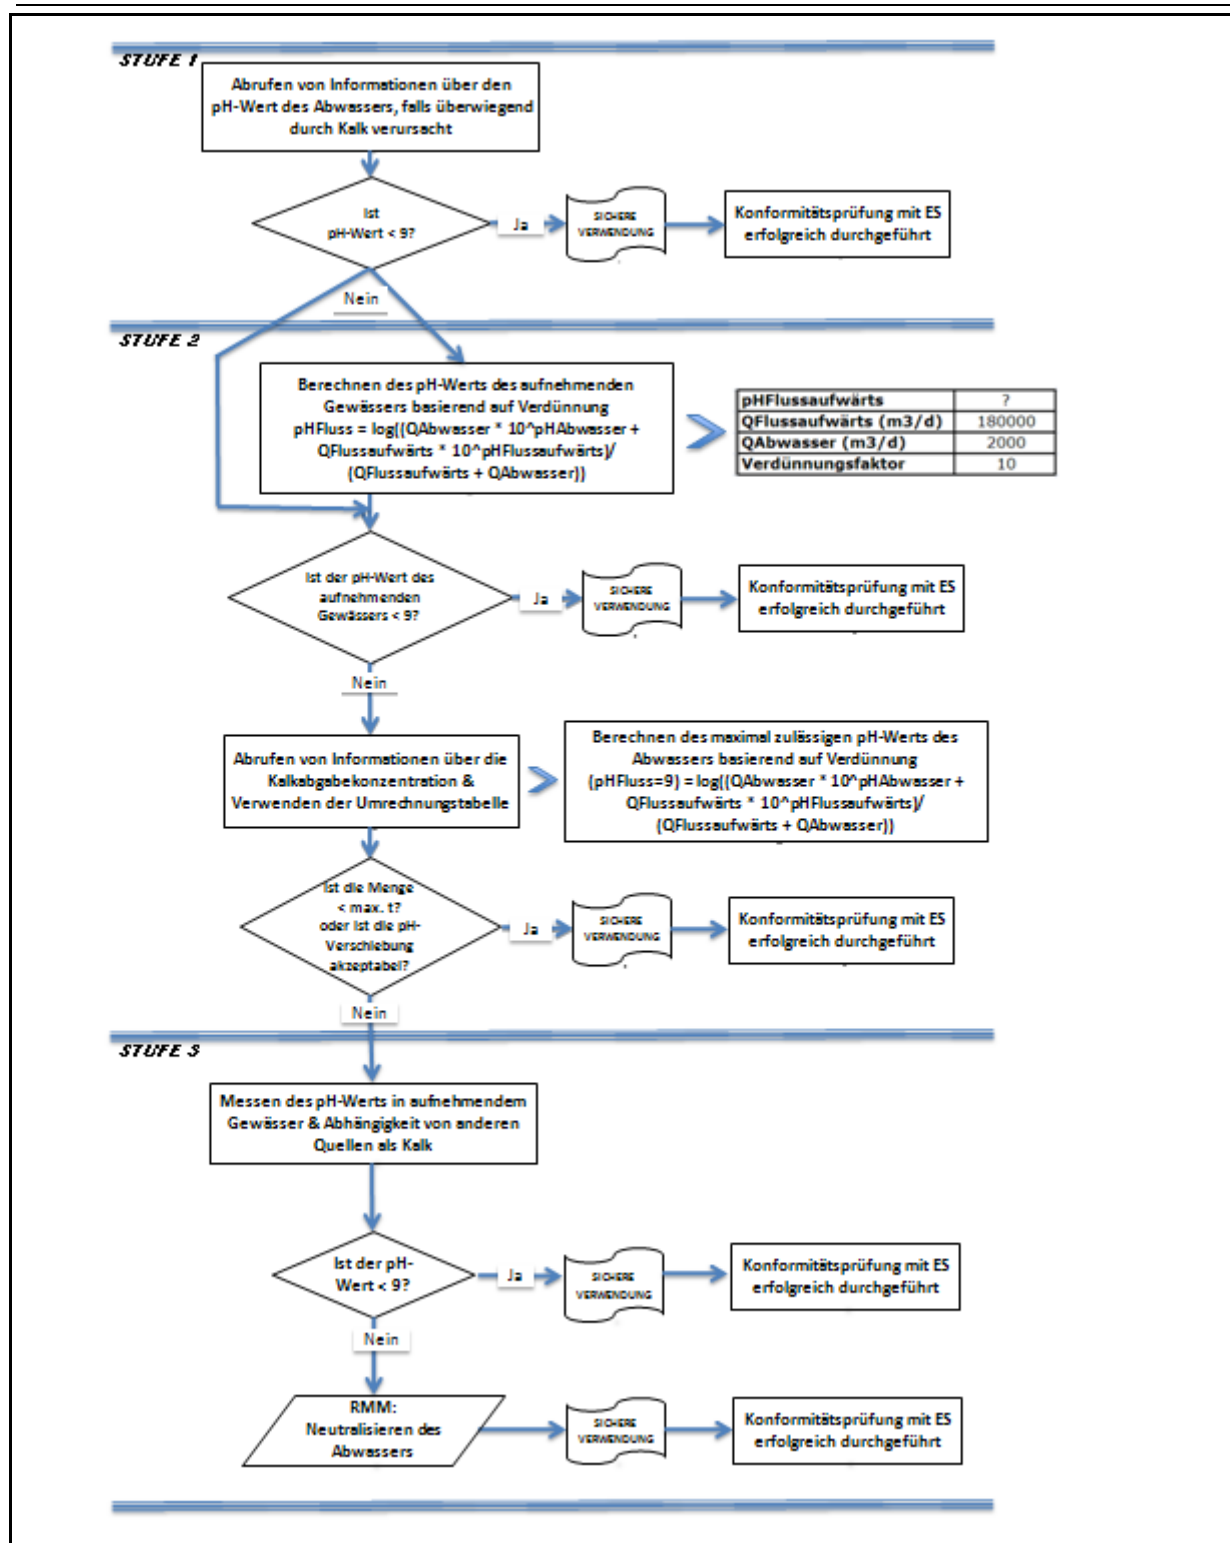 STUFE 1
Abrufen von Informationen über den
pH-Wert des Abwassers, falls überwiegend
durch Kalk verursacht
Ist
pH-Wert < 9?
Ja
SICHERE
VERWENDUNG
Konformitätsprüfung mit ES
erfolgreich durchgeführt
Nein
STUFE 2
Berechnen des pH-Werts des aufnehmenden
Gewässers basierend auf Verdünnung
pHFluss = log((QAbwasser * 10^pHAbwasser +
QFlussaufwärts * 10^pHFlussaufwärts)/
(QFlussaufwärts + QAbwasser))
pHFlussaufwärts ?
QFlussaufwärts (m3/d) 180000
QAbwasser (m3/d) 2000
Verdünnungsfaktor 10
Ist der pH-Wert des
aufnehmenden
Gewässers < 9?
Ja
SICHERE
VERWENDUNG
Konformitätsprüfung mit ES
erfolgreich durchgeführt
Nein
Abrufen von Informationen über die
Kalkabgabekonzentration &
Verwenden der Umrechnungstabelle
Berechnen des maximal zulässigen pH-Werts des
Abwassers basierend auf Verdünnung
(pHFluss=9) = log((QAbwasser * 10^pHAbwasser +
QFlussaufwärts * 10^pHFlussaufwärts)/
(QFlussaufwärts + QAbwasser))
Ist die Menge
< max. t?
oder ist die pH-
Verschiebung
akzeptabel?
Ja
SICHERE
VERWENDUNG
Konformitätsprüfung mit ES
erfolgreich durchgeführt
Nein
STUFE 3
Messen des pH-Werts in aufnehmendem
Gewässer & Abhängigkeit von anderen
Quellen als Kalk
Ist der pH-
Wert < 9?
Ja
SICHERE
VERWENDUNG
Konformitätsprüfung mit ES
erfolgreich durchgeführt
Nein
RMM:
Neutralisieren des
Abwassers
SICHERE
VERWENDUNG
Konformitätsprüfung mit ES
erfolgreich durchgeführt